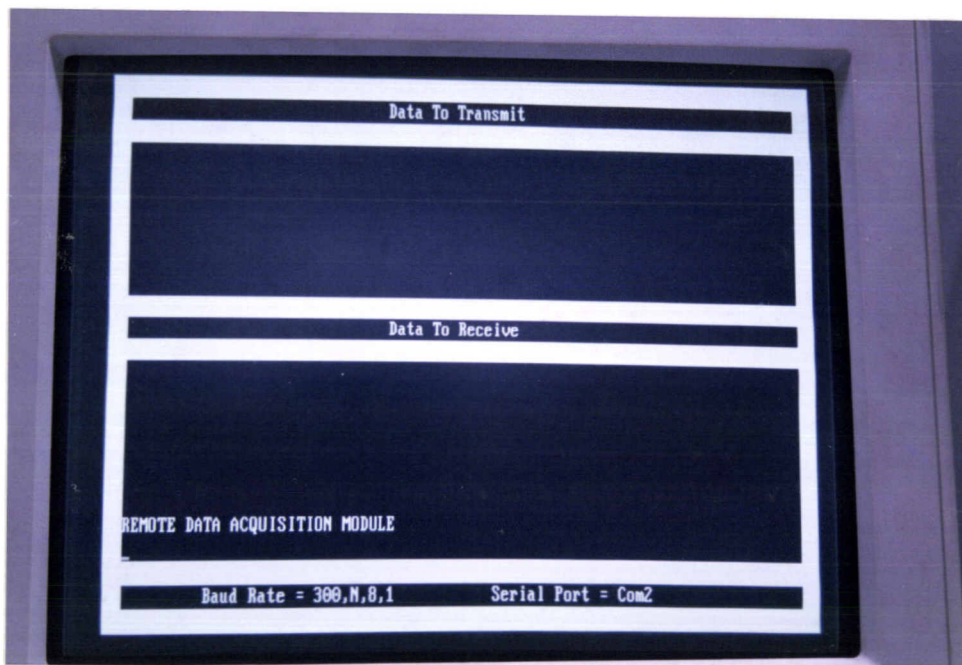 Data To Transmit
Data To Receive
REMOTE DATA ACQUISITION MODULE
Baud Rate = 300,N,8,1 Serial Port = Com2